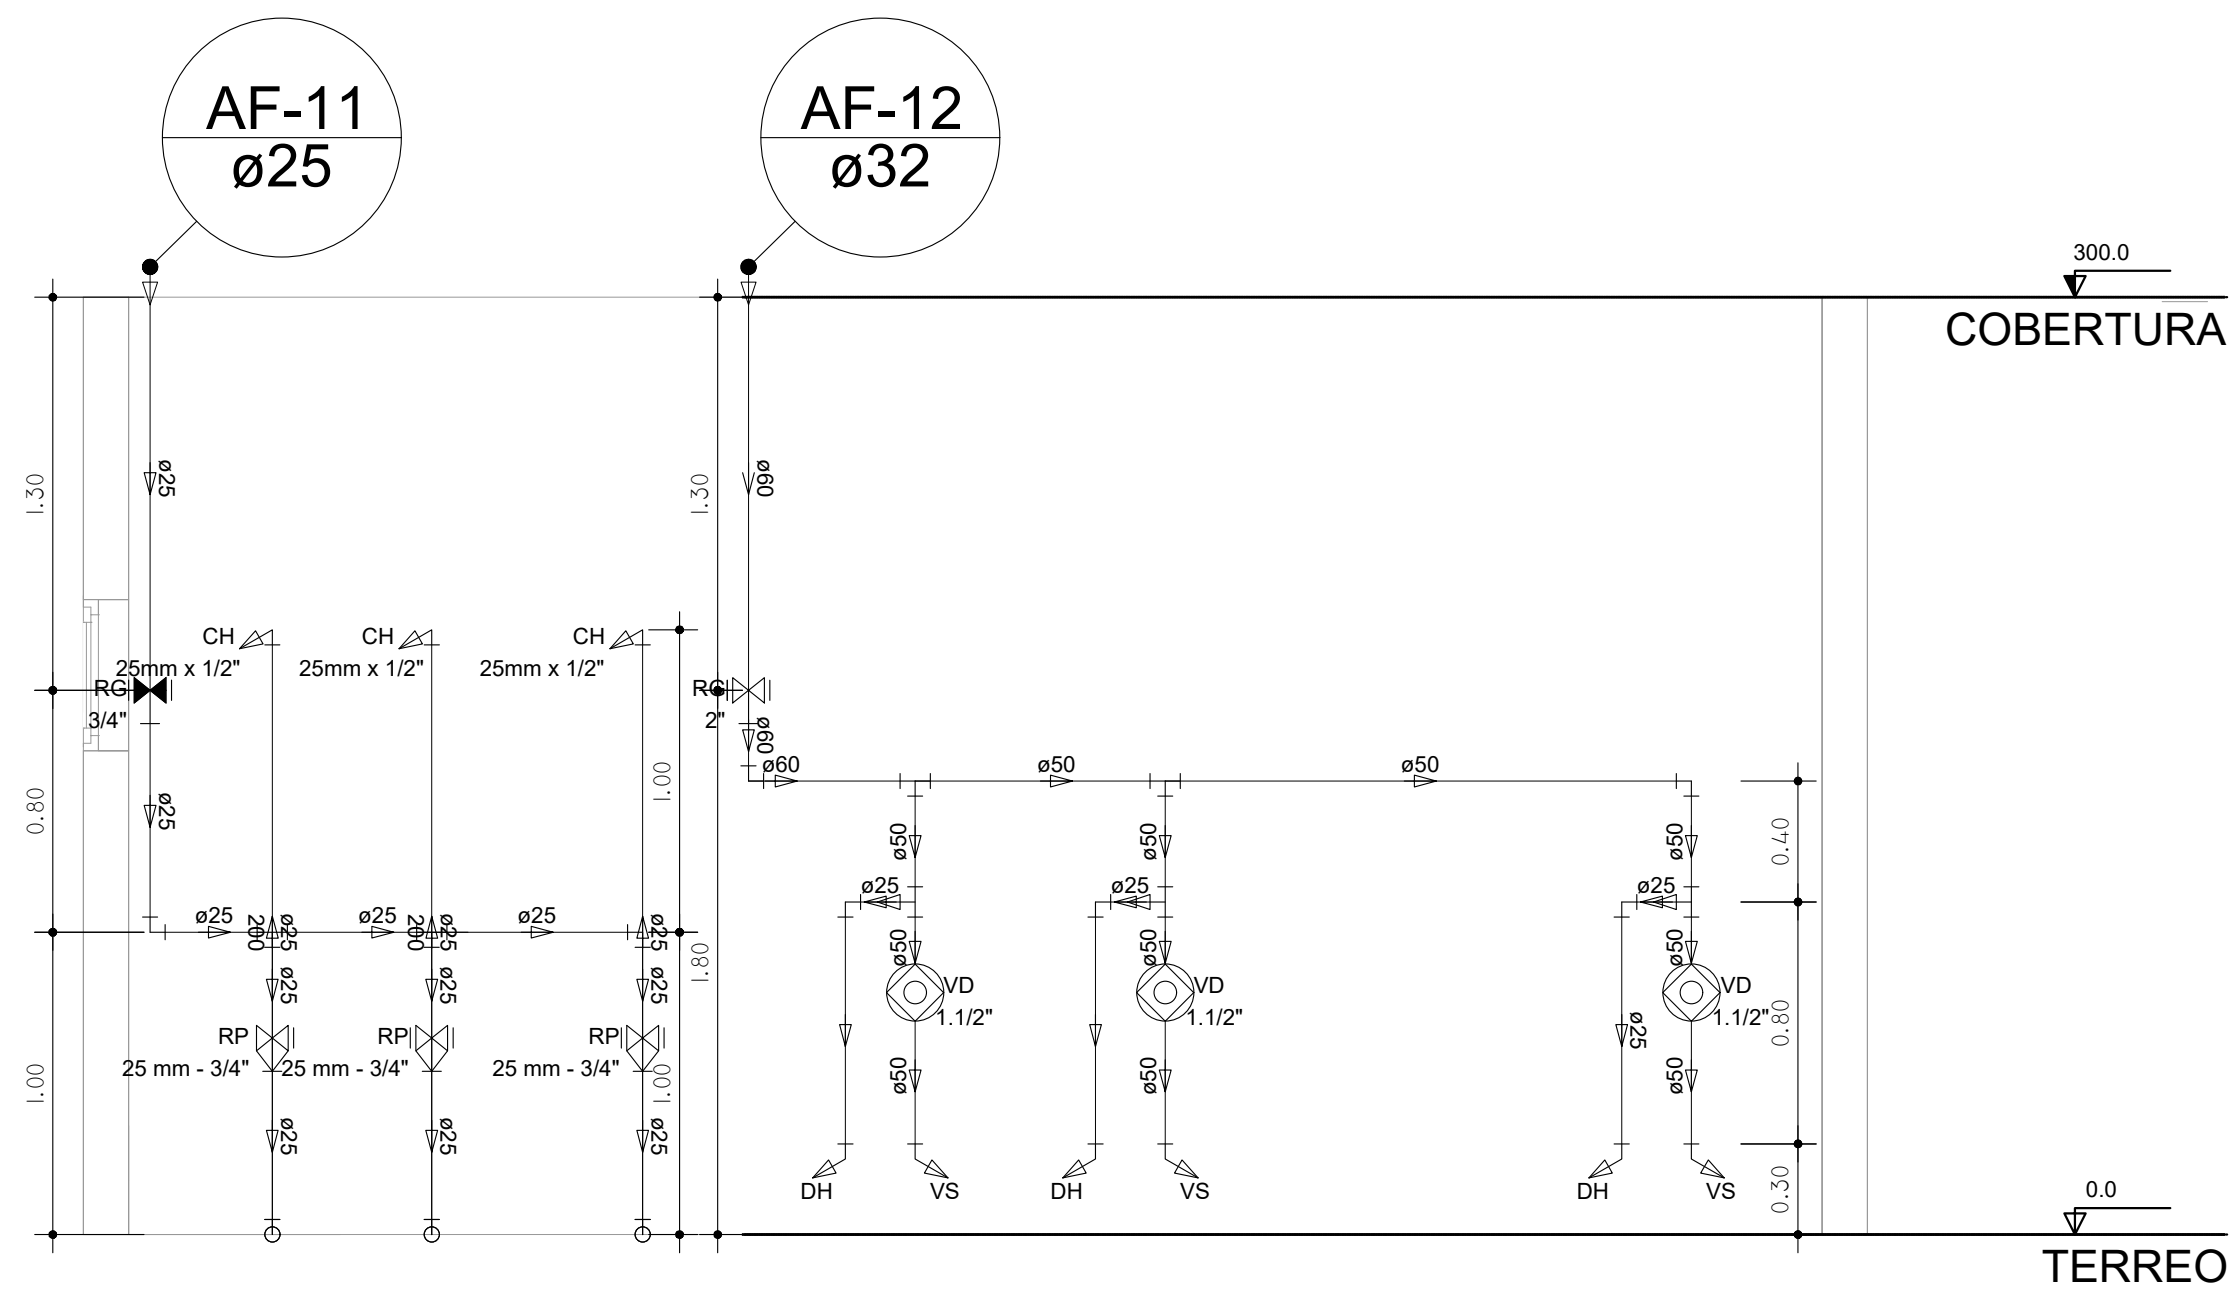 AF-11
ø25
AF-12
ø32
300.0
COBERTURA
1.30
ø25
1.30
ø60
CH
25mm x 1/2"
CH
25mm x 1/2"
CH
25mm x 1/2"
RG
3/4"
RG
2"
ø60
ø60
ø50
ø50
1.00
0.80
ø25
ø50
ø50
ø50
0.40
ø25
ø25
ø25
ø25
ø25
ø25
200
ø25
200
ø25
ø25
1.80
ø25
ø25
ø25
ø50
ø50
ø50
VD
1.1/2"
VD
1.1/2"
VD
1.1/2"
RP
25 mm - 3/4"
RP
25 mm - 3/4"
RP
25 mm - 3/4"
1.00
1.00
ø50
ø50
ø25
ø50
0.80
ø25
ø25
ø25
DH
VS
DH
VS
DH
VS
0.30
0.0
TERREO